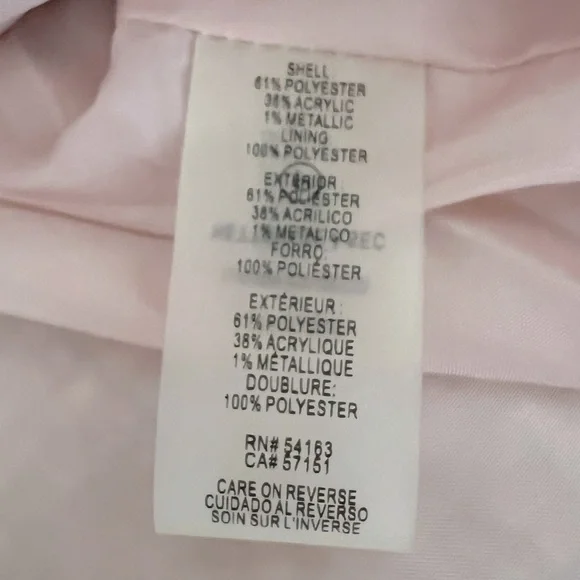 SHELL
61% POLYESTER
38% ACRYLIC
1% METALLIC
LINING
100% POLYESTER
EXTERIOR
61% POLIESTER
38% ACRILICO
1% METALICO
FORRO:
100% POLIÉSTER
EXTÉRIEUR:
61% POLYESTER
38% ACRYLIQUE
1% MÉTALLIQUE
DOUBLURE:
100% POLYESTER
RN# 54163
CA# 57151
CARE ON REVERSE
CUIDADO AL REVERSO
SOIN SUR L'INVERSE